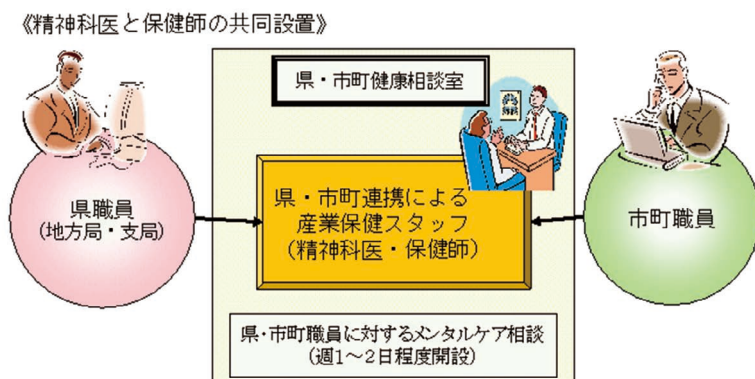 《精神科医と保健師の共同設置》
県・市町健康相談室
県職員
(地方局・支局)
県・市町連携による
産業保健スタッフ
(精神科医・保健師)
市町職員
県・市町職員に対するメンタルケア相談
(週1～2日程度開設)